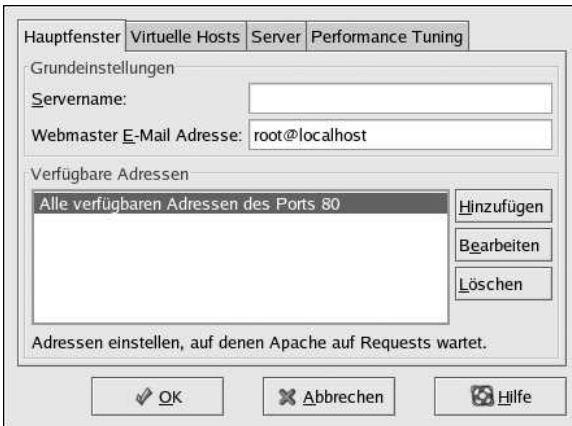 Hauptfenster Virtuelle Hosts Server Performance Tuning
Grundeinstellungen
Servername:
Webmaster E-Mail Adresse: root@localhost
Verfügbare Adressen
Alle verfügbaren Adressen des Ports 80
Hinzufügen
Bearbeiten
Löschen
Adressen einstellen, auf denen Apache auf Requests wartet.
OK Abbrechen Hilfe